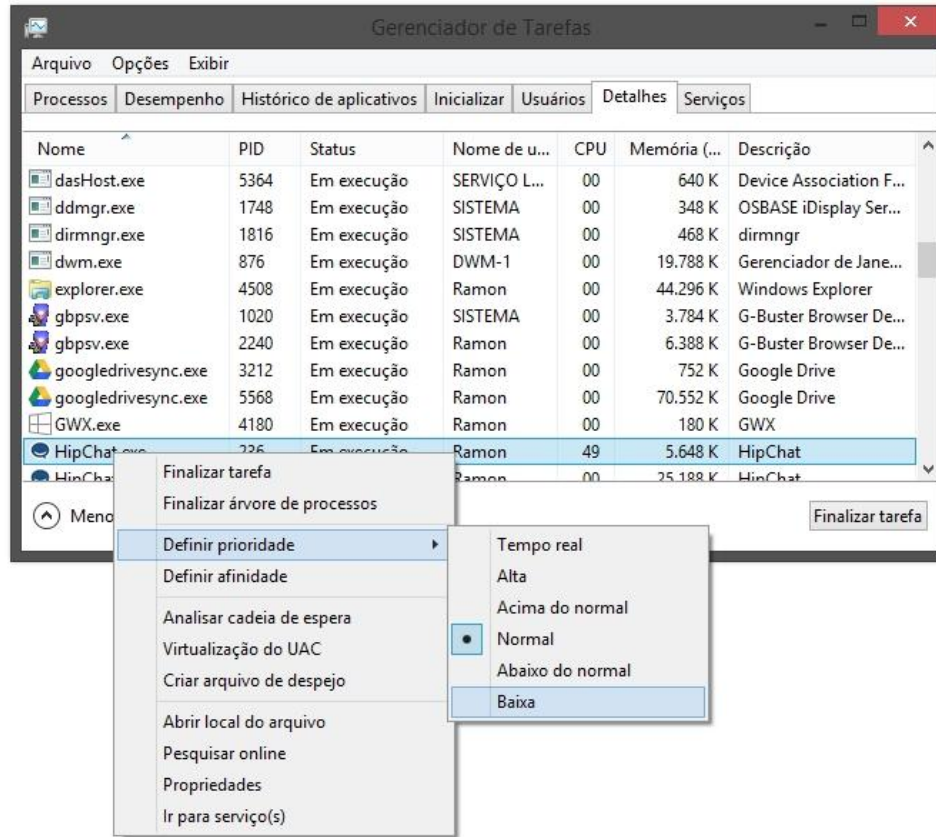 Gerenciador de Tarefas
Arquivo Opções Exibir
Processos Desempenho Histórico de aplicativos Inicializar Usuários Detalhes Serviços
Nome PID Status Nome de u... CPU Memória (... Descrição
dasHost.exe 5364 Em execução SERVIÇO L... 00 640 K Device Association F...
ddmgr.exe 1748 Em execução SISTEMA 00 348 K OSBASE iDisplay Ser...
dirmngr.exe 1816 Em execução SISTEMA 00 468 K dirmngr
dwm.exe 876 Em execução DWM-1 00 19.788 K Gerenciador de Jane...
explorer.exe 4508 Em execução Ramon 00 44.296 K Windows Explorer
gbpsv.exe 1020 Em execução SISTEMA 00 3.784 K G-Buster Browser De...
gbpsv.exe 2240 Em execução Ramon 00 6.388 K G-Buster Browser De...
googledrivesync.exe 3212 Em execução Ramon 00 752 K Google Drive
googledrivesync.exe 5568 Em execução Ramon 00 70.552 K Google Drive
GWX.exe 4180 Em execução Ramon 00 180 K GWX
HipChat.exe 236 Em execução Ramon 49 5.648 K HipChat
HipCha Ramon 00 25.188 K HipChat
Meno
Finalizar tarefa
Finalizar tarefa
Finalizar árvore de processos
Definir prioridade
Definir afinidade
Analisar cadeia de espera
Virtualização do UAC
Criar arquivo de despejo
Abrir local do arquivo
Pesquisar online
Propriedades
Ir para serviço(s)
Tempo real
Alta
Acima do normal
Normal
Abaixo do normal
Baixa